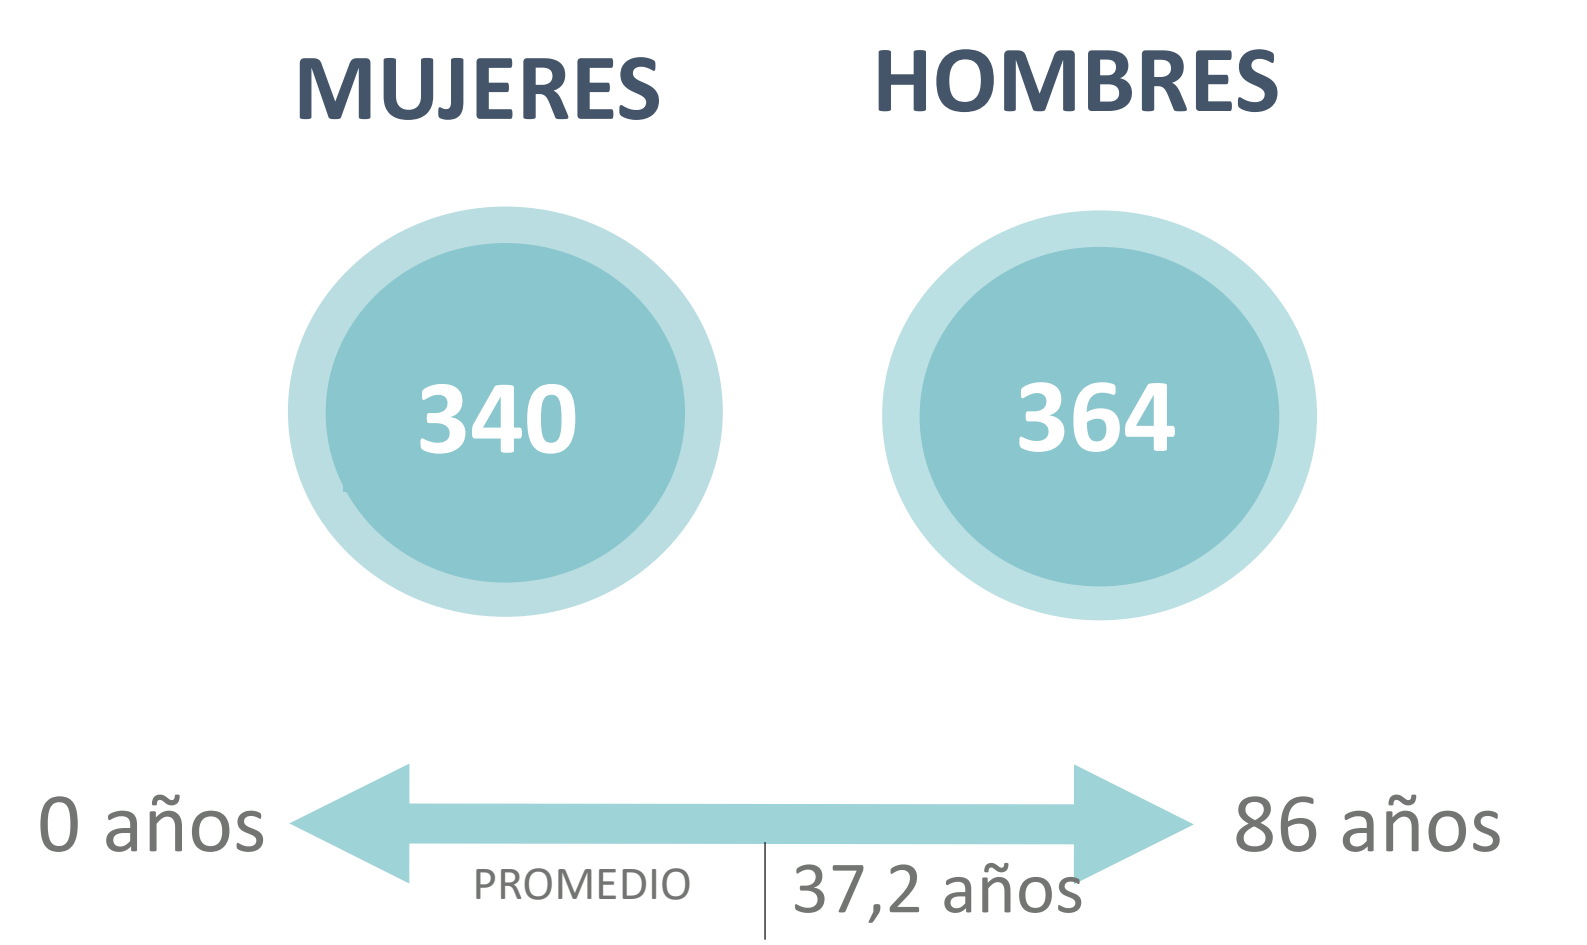 MUJERES
HOMBRES
340
364
0 años
86 años
PROMEDIO
37,2 años